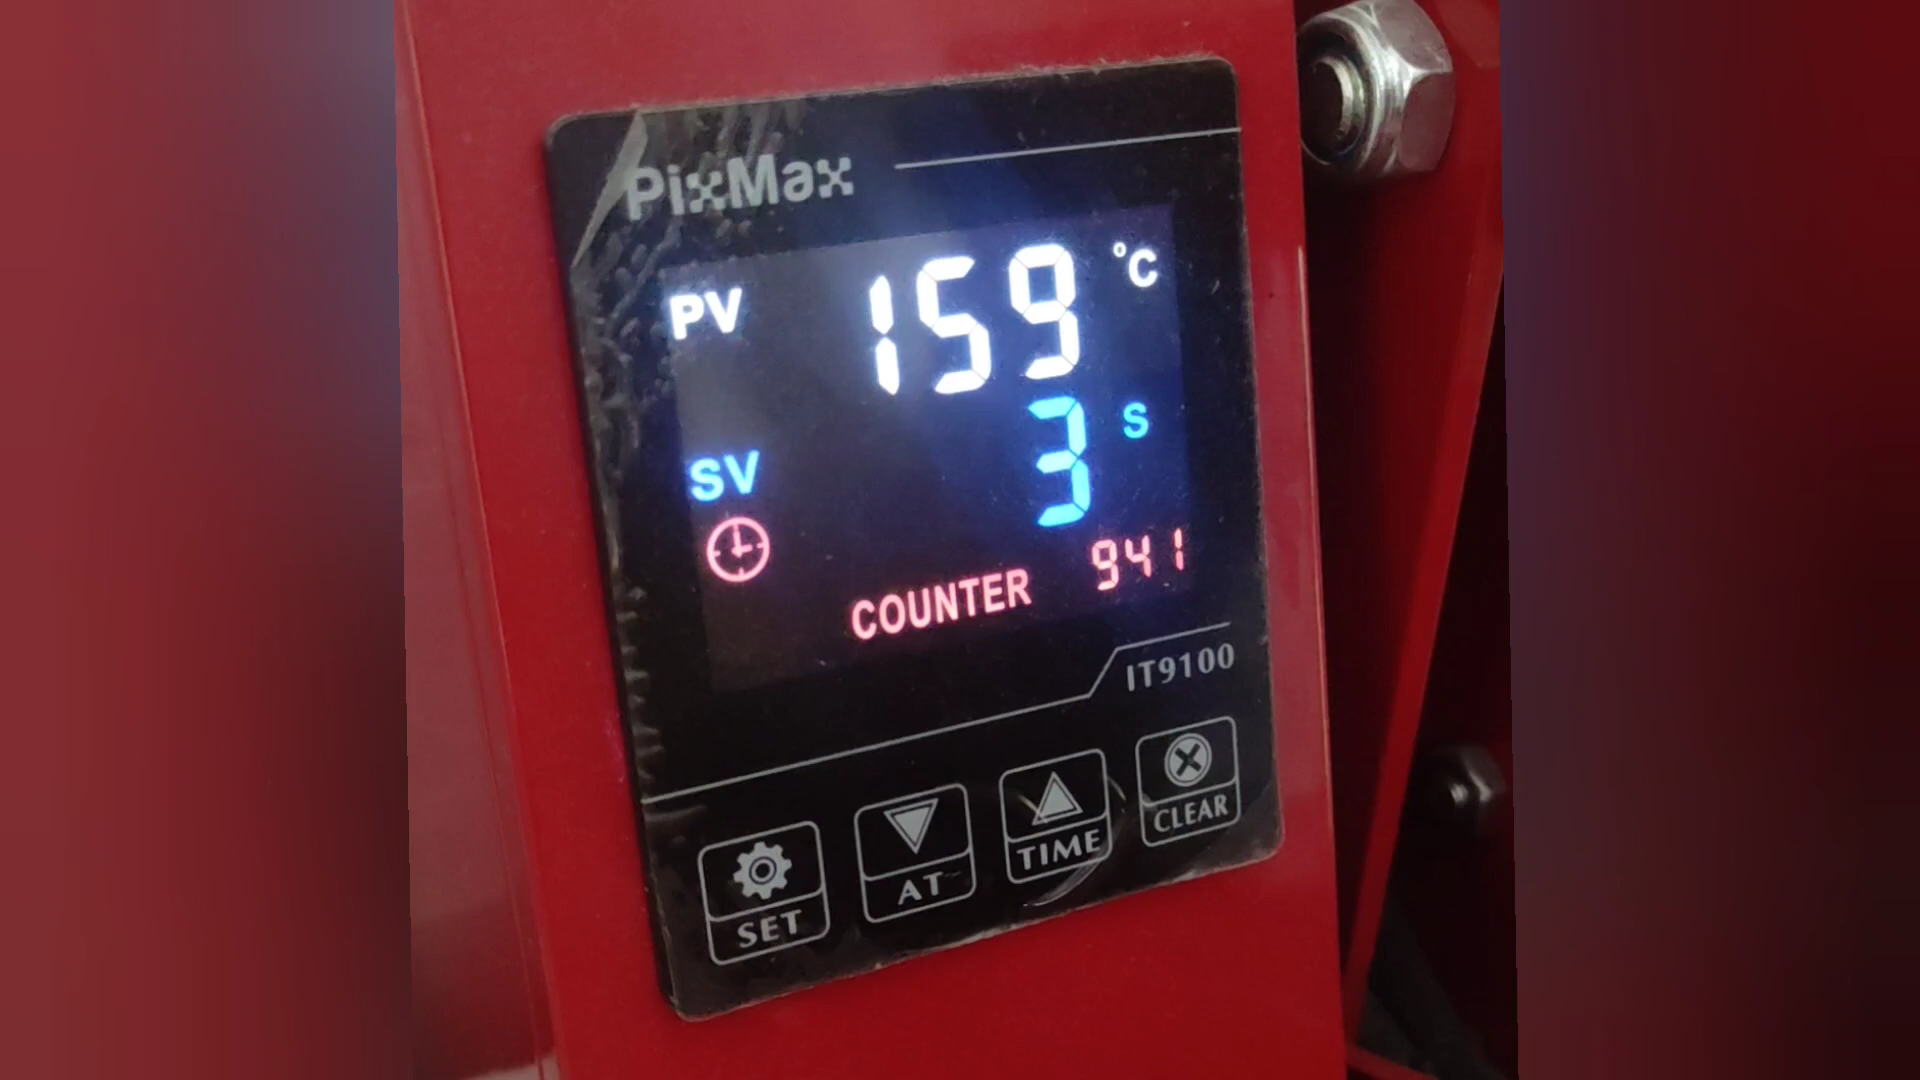 PixMax
PV 159 °C
SV 3 S
COUNTER 941
IT9100
SET AT TIME CLEAR